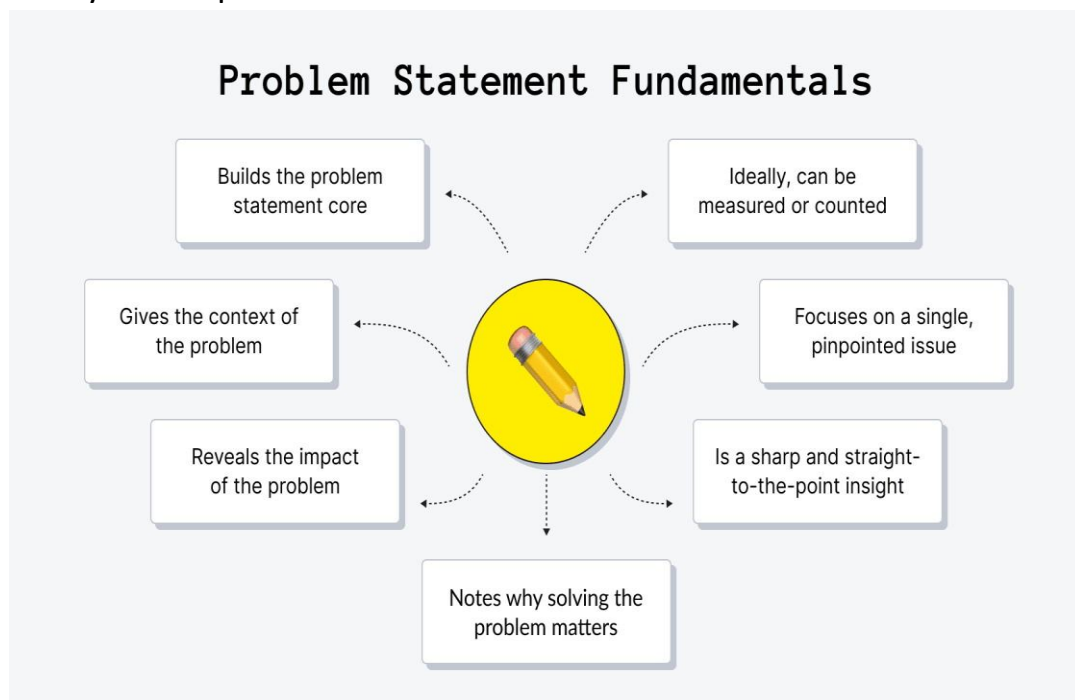 Problem Statement Fundamentals
Builds the problem
statement core
Ideally, can be
measured or counted
Gives the context of
the problem
Focuses on a single,
pinpointed issue
Reveals the impact
of the problem
Is a sharp and straight-
to-the-point insight
Notes why solving the
problem matters